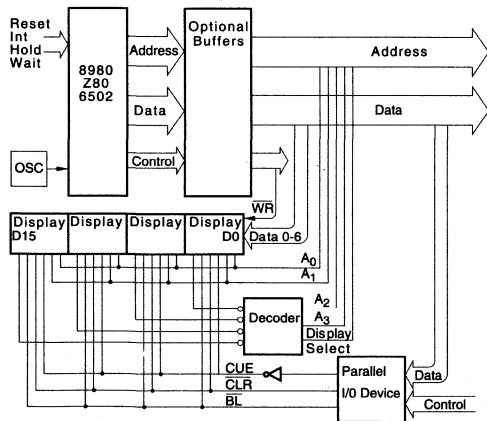 Reset
Int
Hold
Wait
8980
Z80
6502
OSC
Address
Data
Control
Optional
Buffers
Address
Data
WR
Display Display Display Display
D15 D0
Data 0-6
A0
A1
A2
A3
Decoder
Display
Select
CUE
CLR
BL
Parallel
I/0 Device
Data
Control